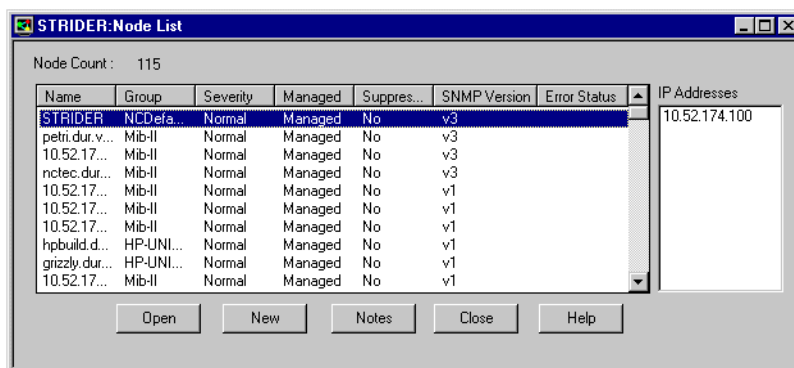 STRIDER:Node List
Node Count : 115
Name Group Severity Managed Suppres... SNMP Version Error Status IP Addresses
STRIDER NCDefa... Normal Managed No v3 10.52.174.100
petri.dur.v... Mib-II Normal Managed No v3
10.52.17... Mib-II Normal Managed No v3
nctec.dur... Mib-II Normal Managed No v3
10.52.17... Mib-II Normal Managed No v1
10.52.17... Mib-II Normal Managed No v1
10.52.17... Mib-II Normal Managed No v1
hpbuild.d... HP-UNI... Normal Managed No v1
grizzly.dur... HP-UNI... Normal Managed No v1
10.52.17... Mib-II Normal Managed No v1
Open New Notes Close Help